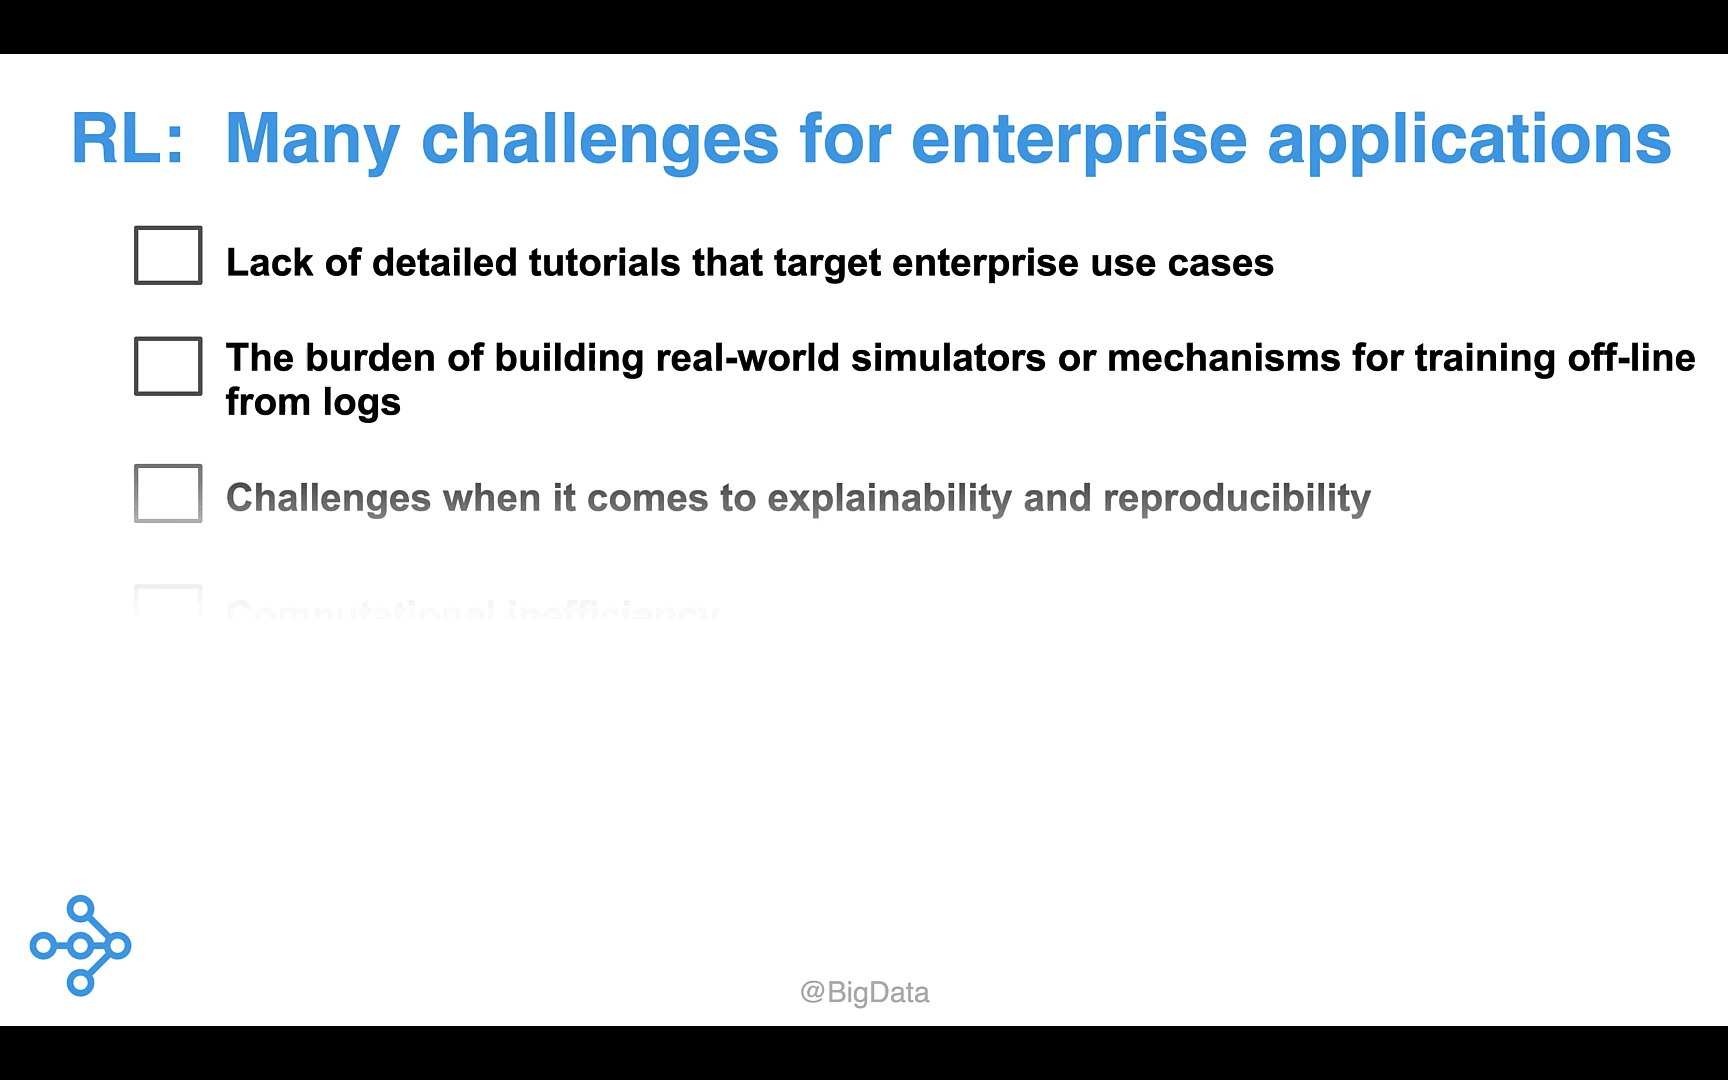 RL: Many challenges for enterprise applications
Lack of detailed tutorials that target enterprise use cases
The burden of building real-world simulators or mechanisms for training off-line
from logs
Challenges when it comes to explainability and reproducibility
Computational inefficiency
@BigData